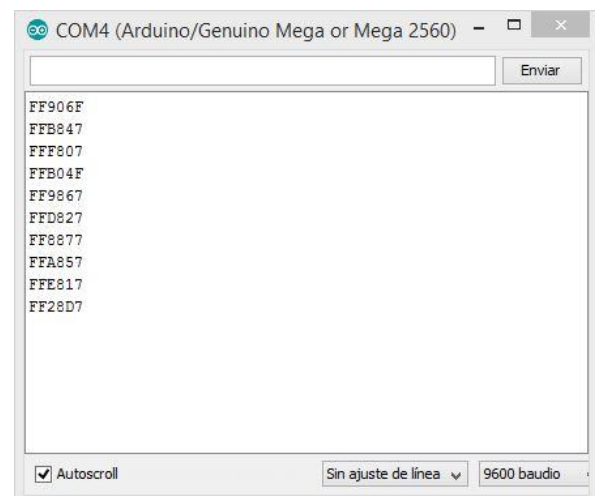 COM4 (Arduino/Genuino Mega or Mega 2560)
Enviar
FF906F
FFB847
FFF807
FFB04F
FF9867
FFD827
FF8877
FFA857
FFE817
FF28D7
Autoscroll
Sin ajuste de línea
9600 baudio